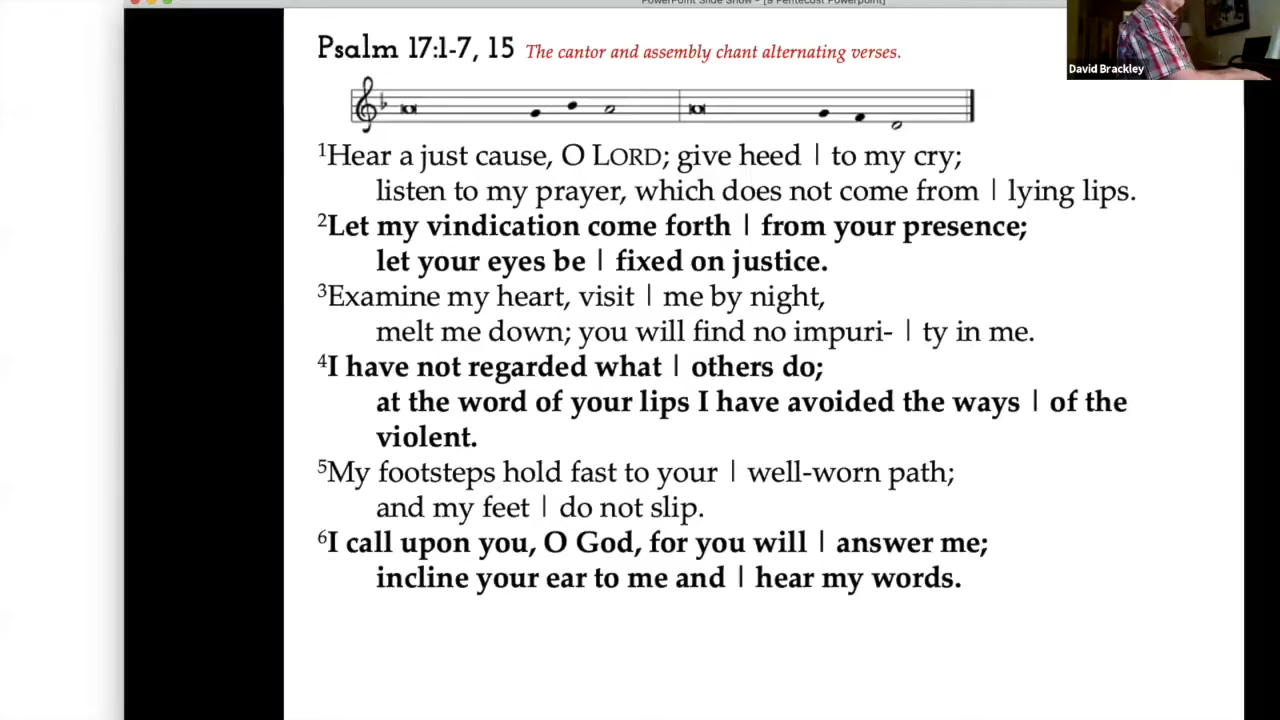 PowerPoint Slide Show - [9 Pentecost Powerpoint]
David Brackley
Psalm 17:1-7, 15 The cantor and assembly chant alternating verses.
1Hear a just cause, O LORD; give heed | to my cry;
listen to my prayer, which does not come from | lying lips.
2Let my vindication come forth | from your presence;
let your eyes be | fixed on justice.
3Examine my heart, visit | me by night,
melt me down; you will find no impuri- | ty in me.
4I have not regarded what | others do;
at the word of your lips I have avoided the ways | of the
violent.
5My footsteps hold fast to your | well-worn path;
and my feet | do not slip.
6I call upon you, O God, for you will | answer me;
incline your ear to me and | hear my words.